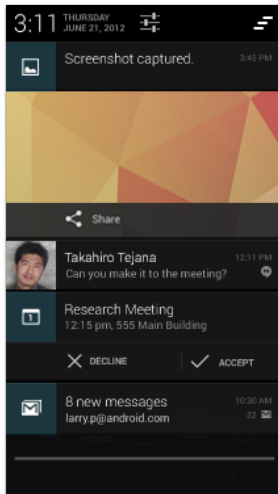 3:11 THURSDAY
JUNE 21, 2012
Screenshot captured. 3:45 PM
Share
Takahiro Tejana 12:11 PM
Can you make it to the meeting?
1
Research Meeting
12:15 pm, 555 Main Building
DECLINE ACCEPT
8 new messages 10:30 AM
larry.p@android.com 32